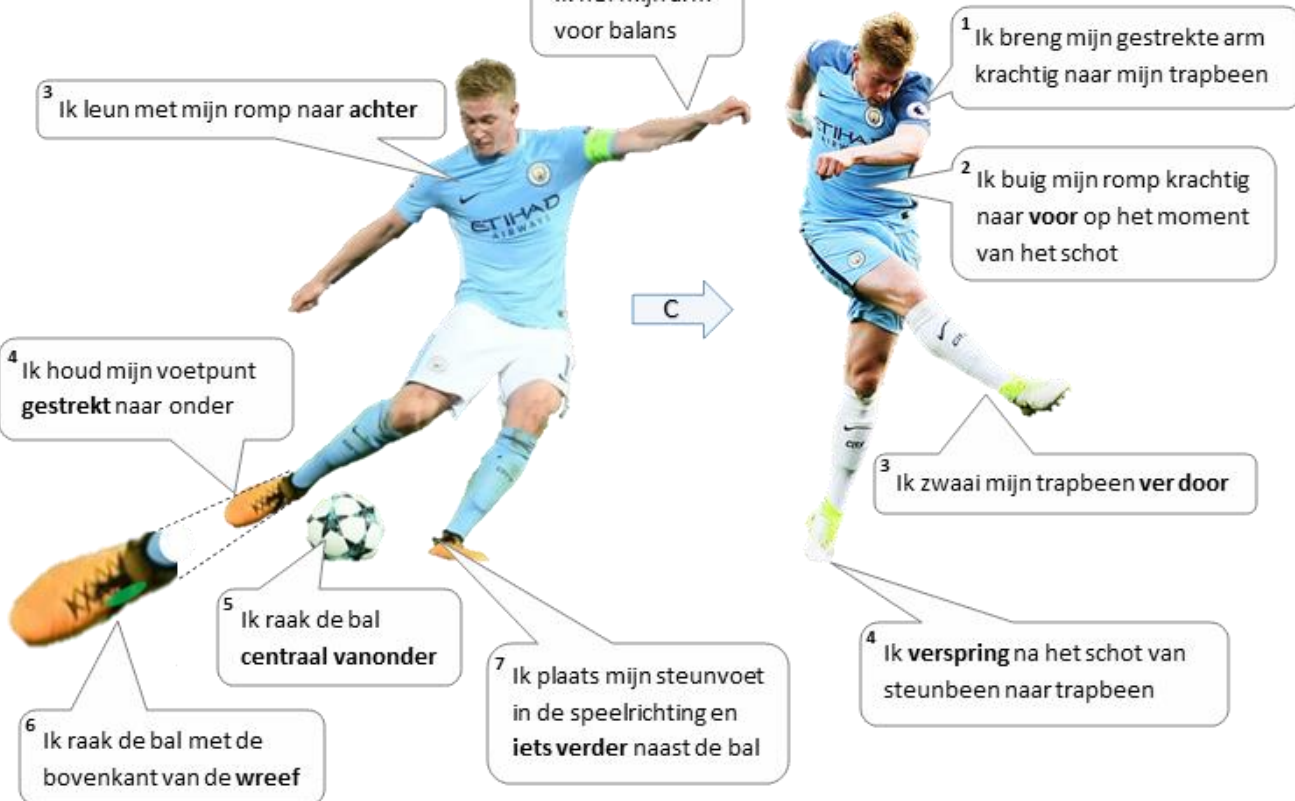 voor balans
3 Ik leun met mijn romp naar achter
ETIHAD
AIRWAYS
4 Ik houd mijn voetpunt
gestrekt naar onder
5 Ik raak de bal
centraal vanonder
6 Ik raak de bal met de
bovenkant van de wreef
7 Ik plaats mijn steunvoet
in de speelrichting en
iets verder naast de bal
C
1 Ik breng mijn gestrekte arm
krachtig naar mijn trapbeen
2 Ik buig mijn romp krachtig
naar voor op het moment
van het schot
3 Ik zwaai mijn trapbeen ver door
4 Ik verspring na het schot van
steunbeen naar trapbeen